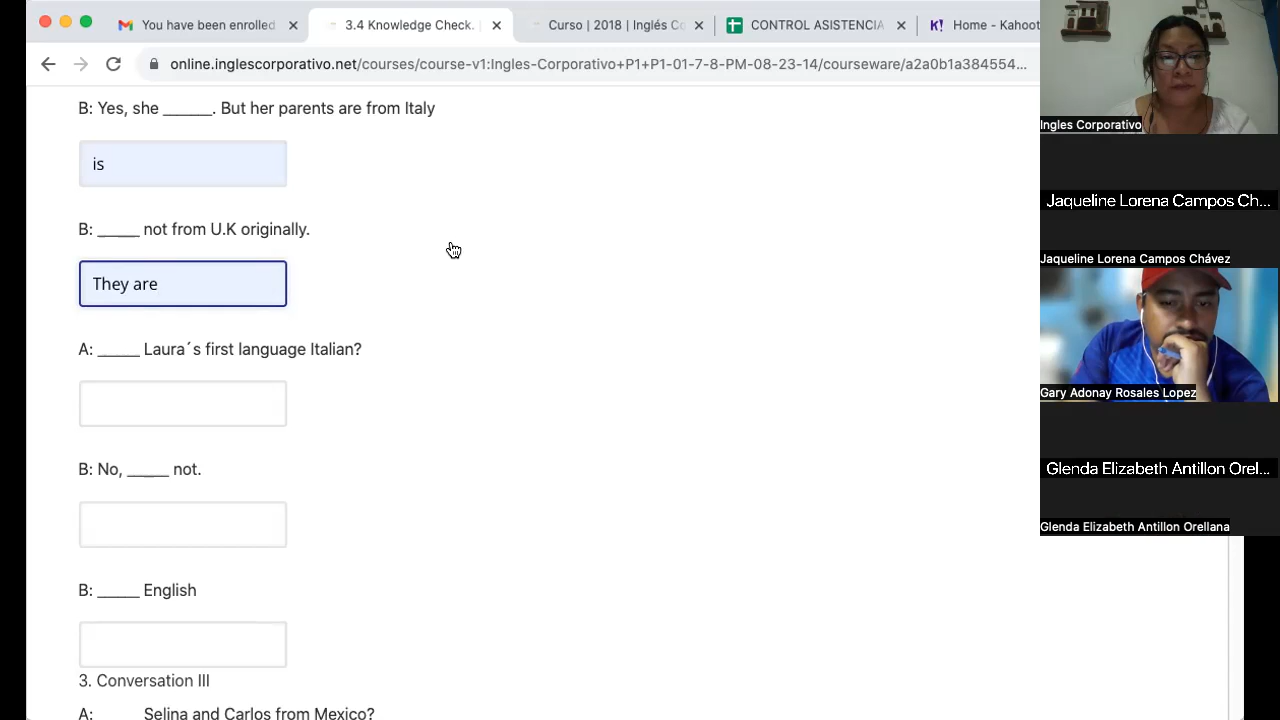 You have been enrolled
3.4 Knowledge Check.
Curso | 2018 | Inglés Co
CONTROL ASISTENCIA
K! Home - Kahoot
online.inglescorporativo.net/courses/course-v1:Ingles-Corporativo+P1+P1-01-7-8-PM-08-23-14/courseware/a2a0b1a384554...
B: Yes, she ______. But her parents are from Italy
is
B: _____ not from U.K originally.
They are
A: _____ Laura´s first language Italian?
B: No, _____ not.
B: _____ English
3. Conversation III
A: _____ Selina and Carlos from Mexico?
Ingles Corporativo
Jaqueline Lorena Campos Ch...
Jaqueline Lorena Campos Chávez
Gary Adonay Rosales Lopez
Glenda Elizabeth Antillon Orel...
Glenda Elizabeth Antillon Orellana